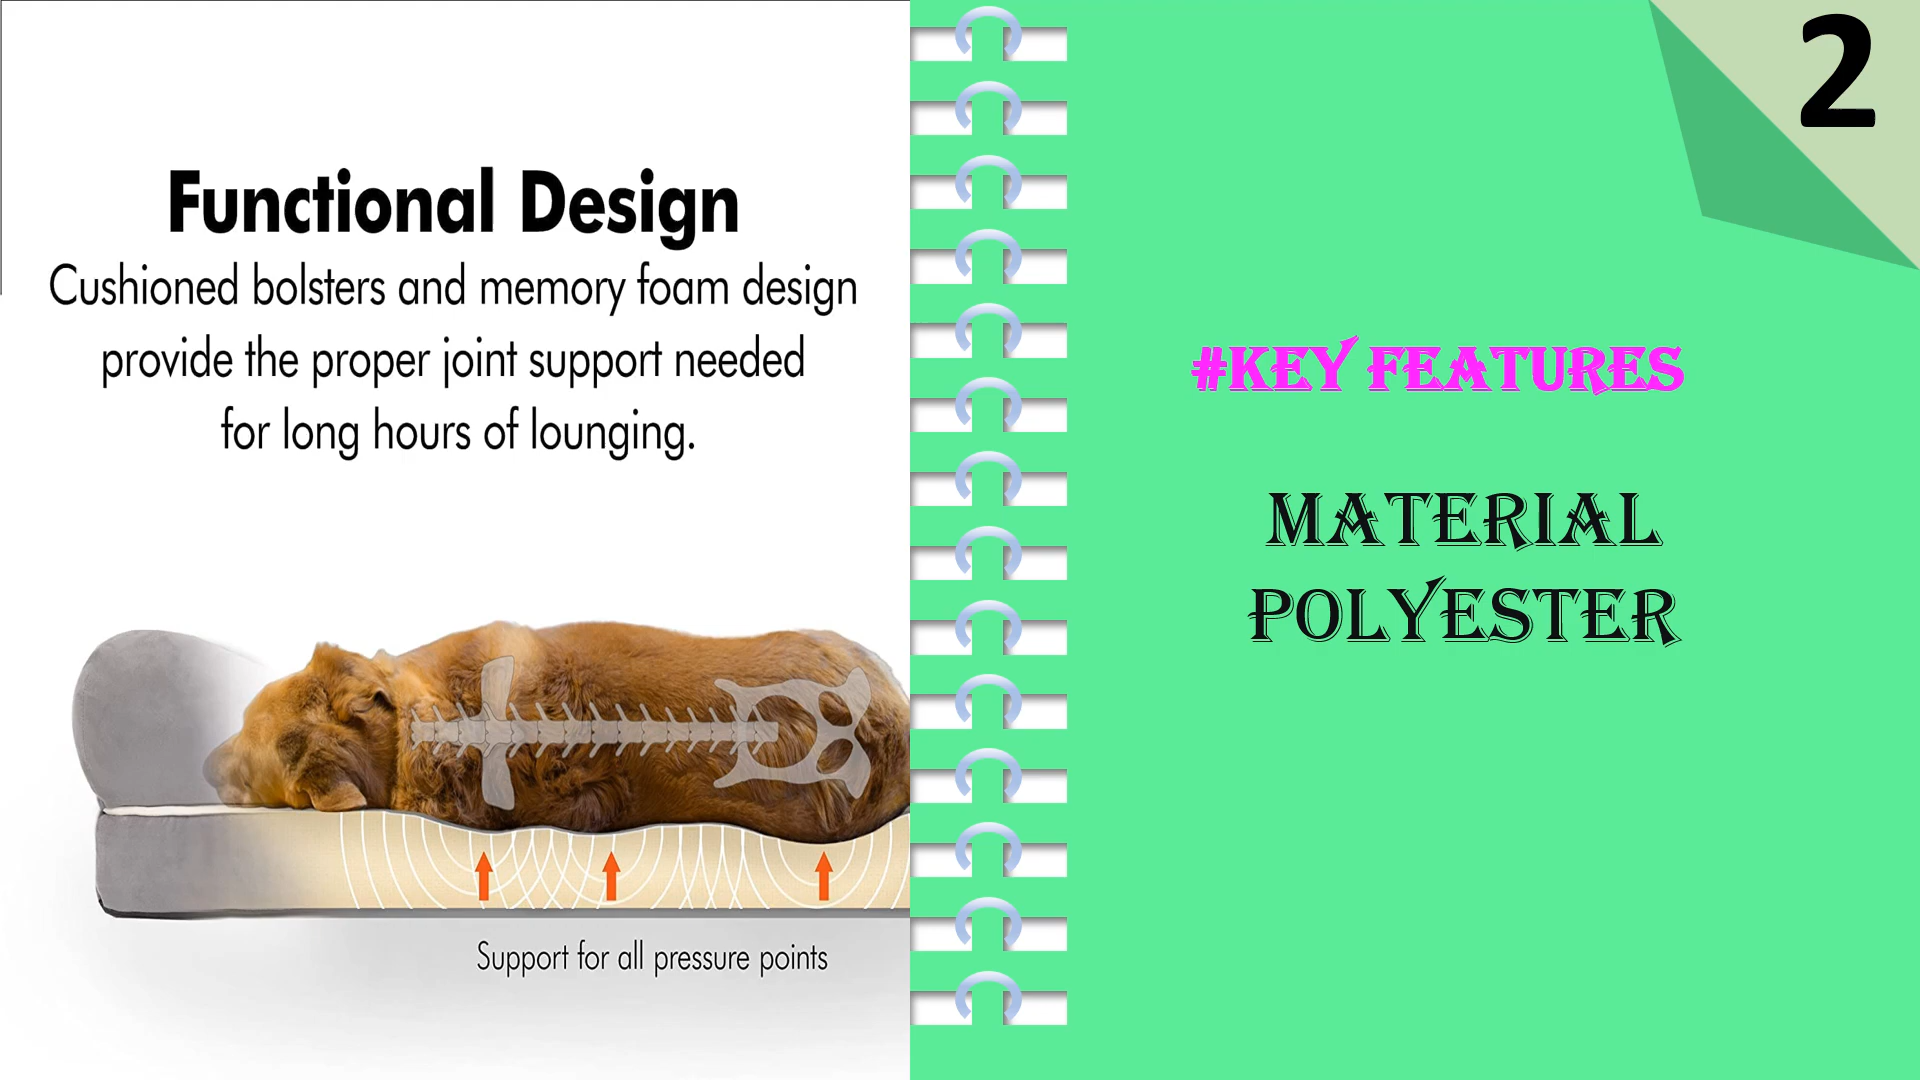 Functional Design
Cushioned bolsters and memory foam design
provide the proper joint support needed
for long hours of lounging.
Support for all pressure points
2
#KEY FEATURES
MATERIAL
POLYESTER